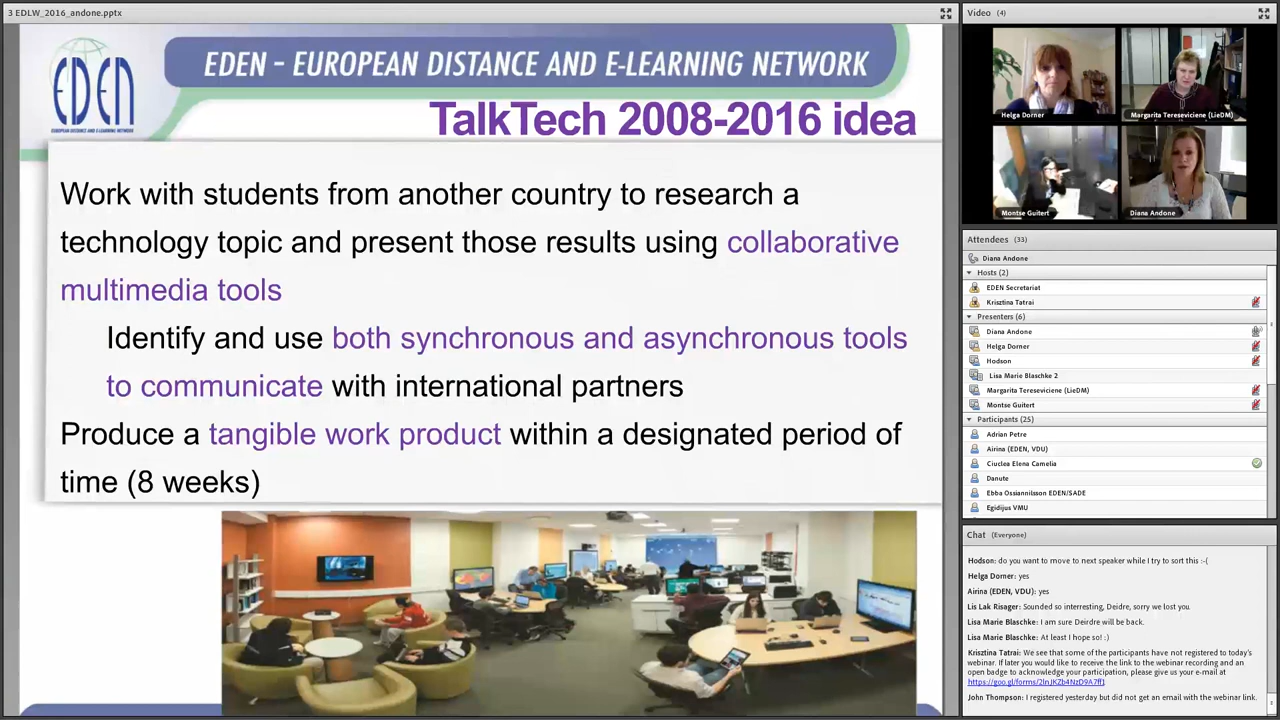 3 EDLW_2016_andone.pptx
EDEN
EUROPEAN DISTANCE AND E-LEARNING NETWORK
EDEN - EUROPEAN DISTANCE AND E-LEARNING NETWORK
TalkTech 2008-2016 idea
Work with students from another country to research a
technology topic and present those results using collaborative
multimedia tools
Identify and use both synchronous and asynchronous tools
to communicate with international partners
Produce a tangible work product within a designated period of
time (8 weeks)
Video (4)
Helga Dorner
Margarita Tereseviciene (LieDM)
Montse Guitert
Diana Andone
Attendees (33)
Diana Andone
Hosts (2)
EDEN Secretariat
Krisztina Tatrai
Presenters (6)
Diana Andone
Helga Dorner
Hodson
Lisa Marie Blaschke 2
Margarita Tereseviciene (LieDM)
Montse Guitert
Participants (25)
Adrian Petre
Airina (EDEN, VDU)
Ciuclea Elena Camelia
Danute
Ebba Ossiannilsson EDEN/SADE
Egidijus VMU
Chat (Everyone)
Hodson: do you want to move to next speaker while I try to sort this :-(
Helga Dorner: yes
Airina (EDEN, VDU): yes
Lis Lak Risager: Sounded so interresting, Deidre, sorry we lost you.
Lisa Marie Blaschke: I am sure Deirdre will be back.
Lisa Marie Blaschke: At least I hope so! :)
Krisztina Tatrai: We see that some of the participants have not registered to today's
webinar. If later you would like to receive the link to the webinar recording and an
open badge to acknowledge your participation, please give us your e-mail at
John Thompson: I registered yesterday but did not get an email with the webinar link.